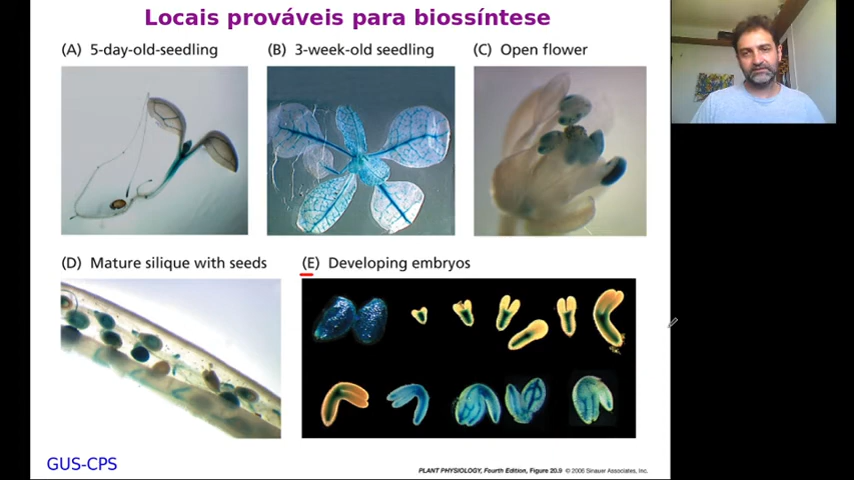 Locais prováveis para biossíntese
(A) 5-day-old-seedling
(B) 3-week-old seedling
(C) Open flower
(D) Mature silique with seeds
(E) Developing embryos
GUS-CPS
PLANT PHYSIOLOGY, Fourth Edition, Figure 20.9 © 2006 Sinauer Associates, Inc.